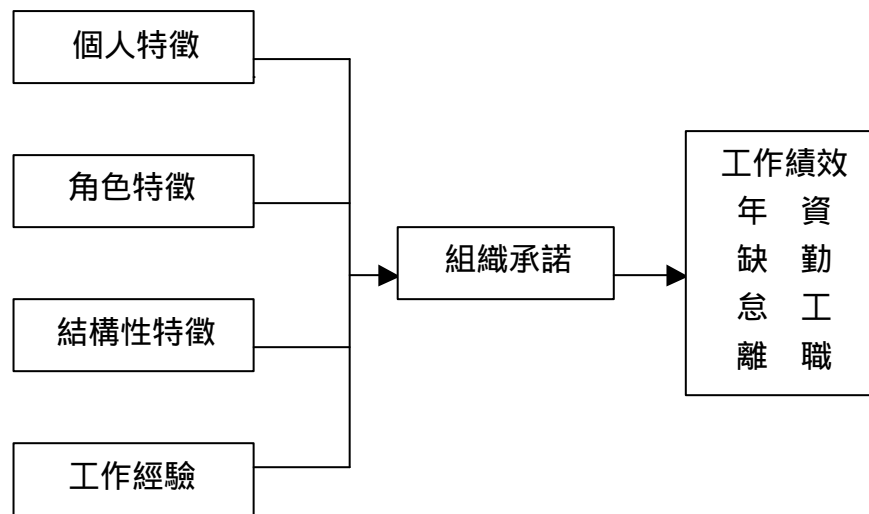 個人特徵
角色特徵
結構性特徵
工作經驗
組織承諾
工作績效
年 資
缺 勤
怠 工
離 職